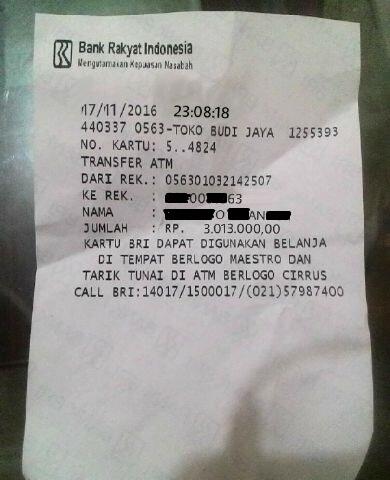 Bank Rakyat Indonesia
Mengutamakan Kepuasan Nasabah
17/11/2016 23:08:18
440337 0563-TOKO BUDI JAYA 1255393
NO. KARTU: 5..4824
TRANSFER ATM
DARI REK.: 056301032142507
KE REK. : 00 63
NAMA : O AN
JUMLAH : RP. 3.013.000,00
KARTU BRI DAPAT DIGUNAKAN BELANJA
DI TEMPAT BERLOGO MAESTRO DAN
TARIK TUNAI DI ATM BERLOGO CIRRUS
CALL BRI:14017/1500017/(021)57987400